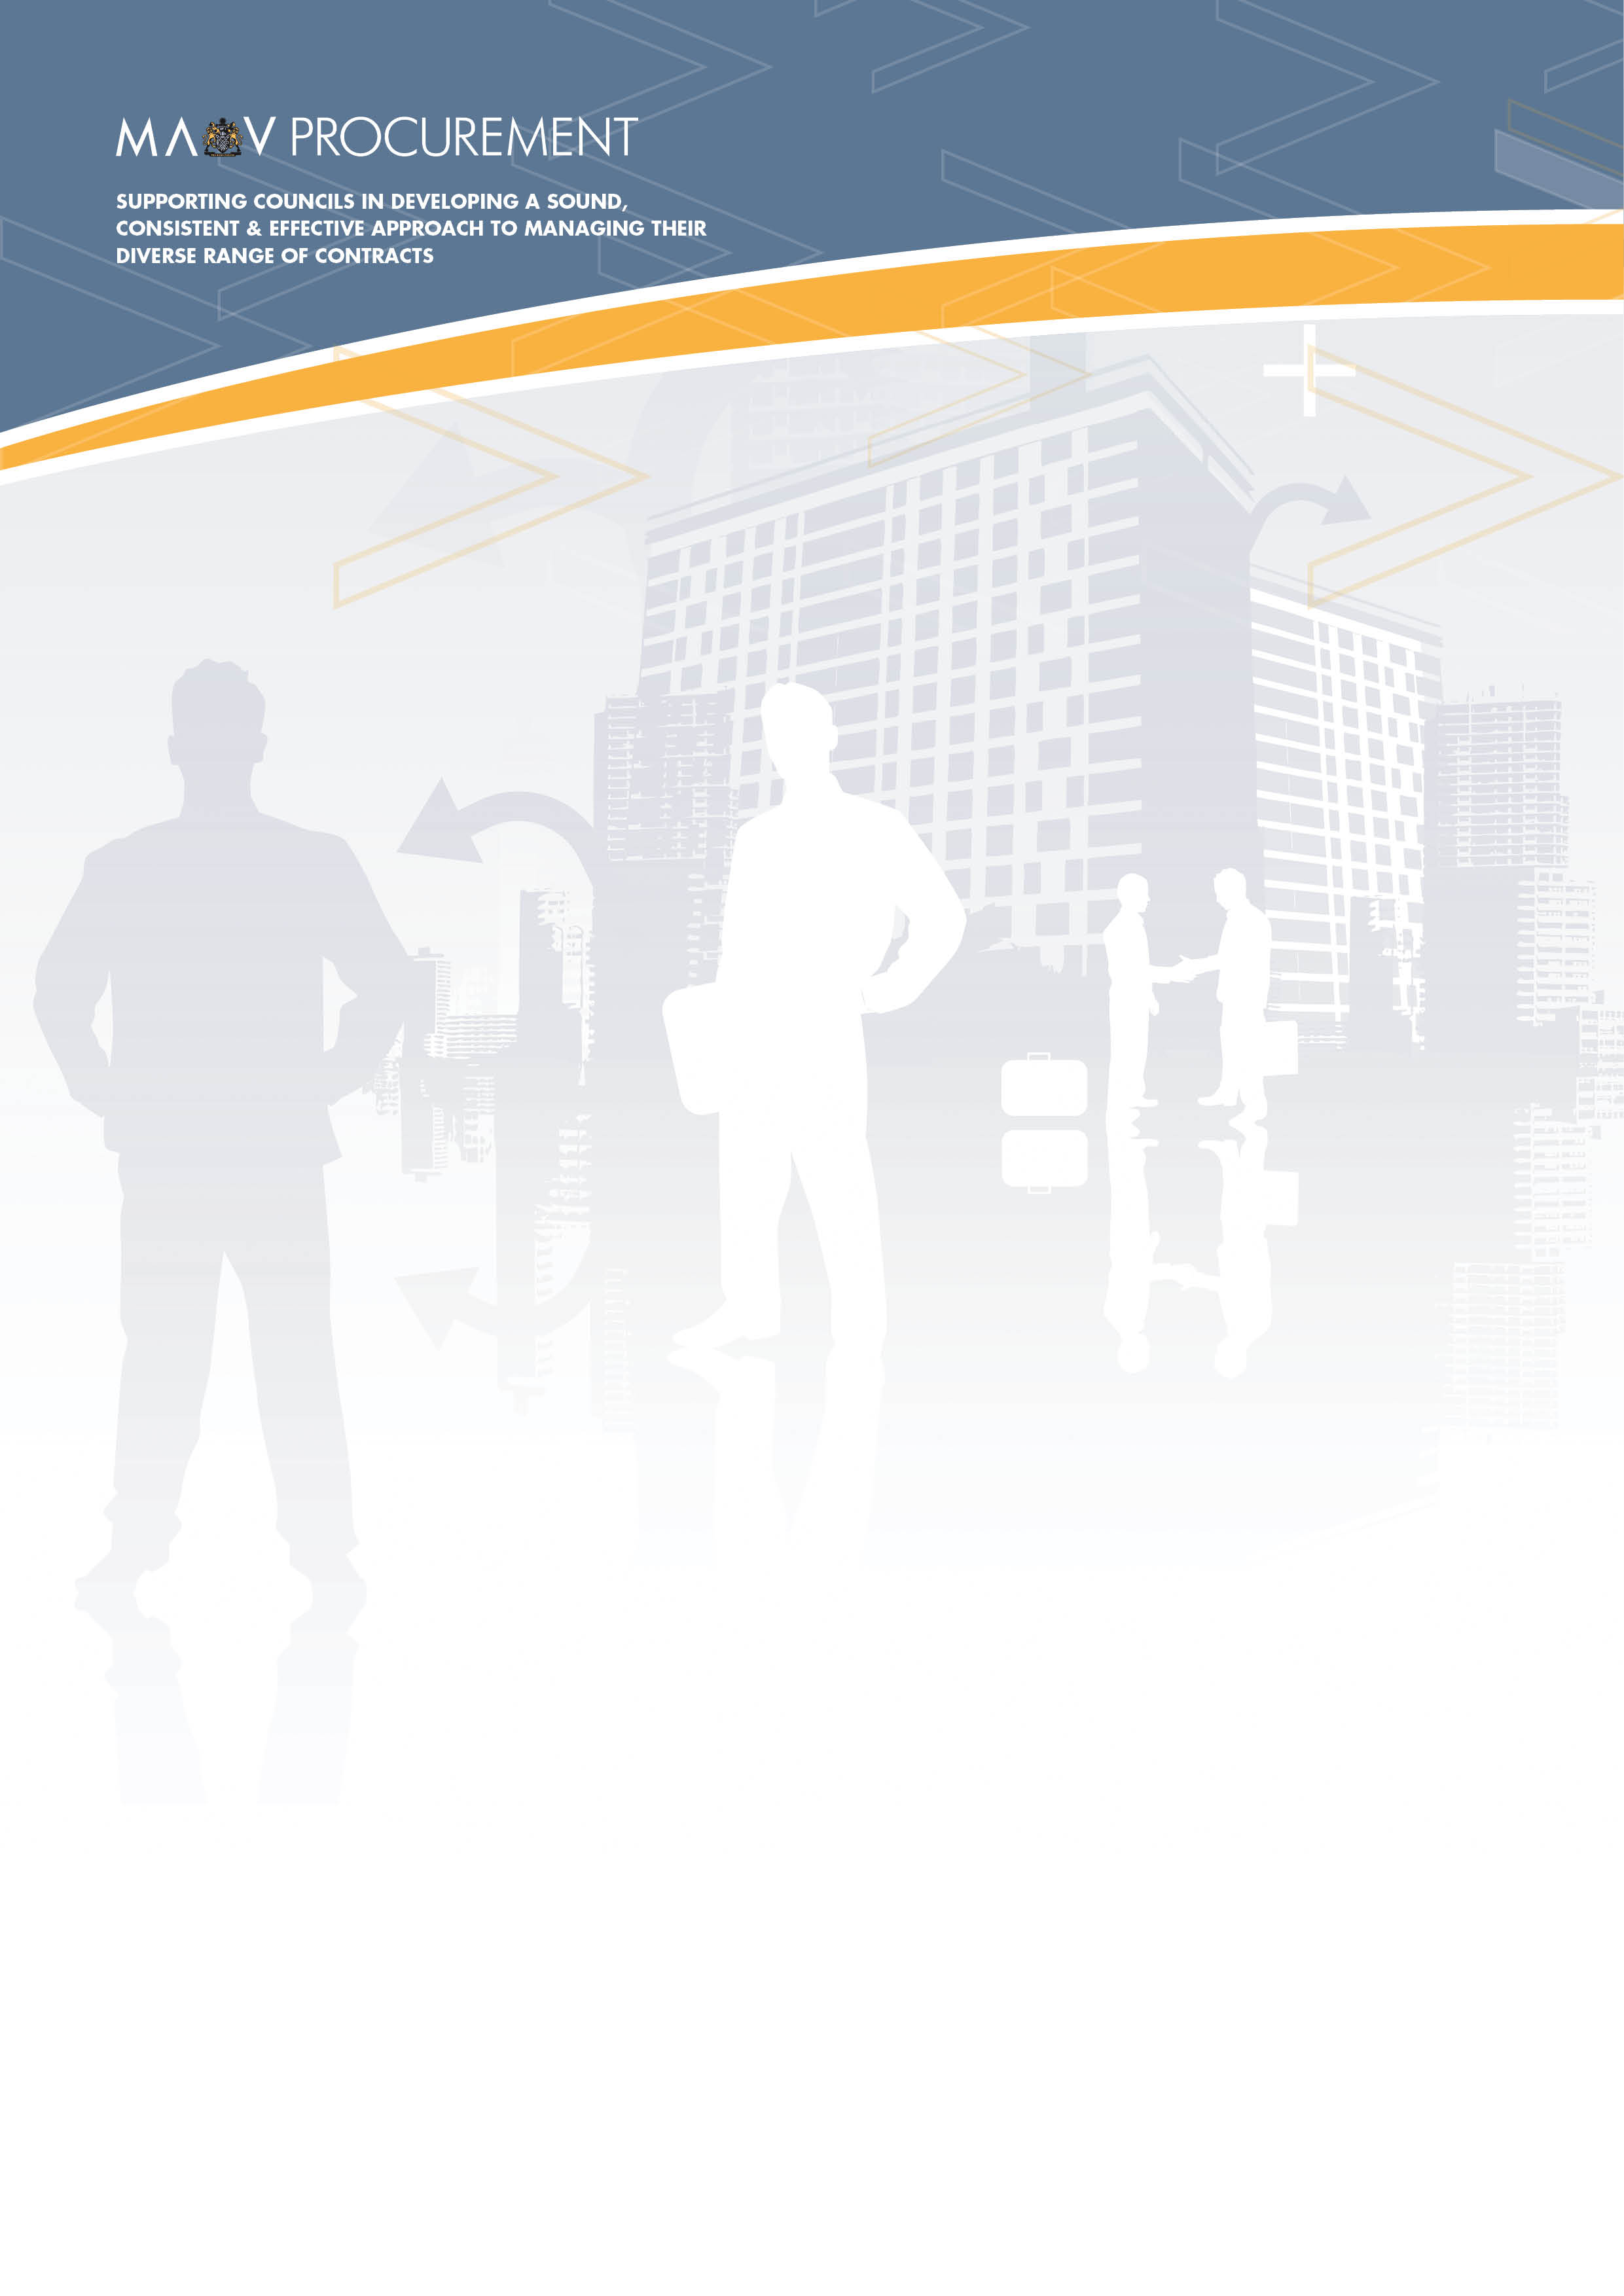 MAV PROCUREMENT
SUPPORTING COUNCILS IN DEVELOPING A SOUND,
CONSISTENT & EFFECTIVE APPROACH TO MANAGING THEIR
DIVERSE RANGE OF CONTRACTS